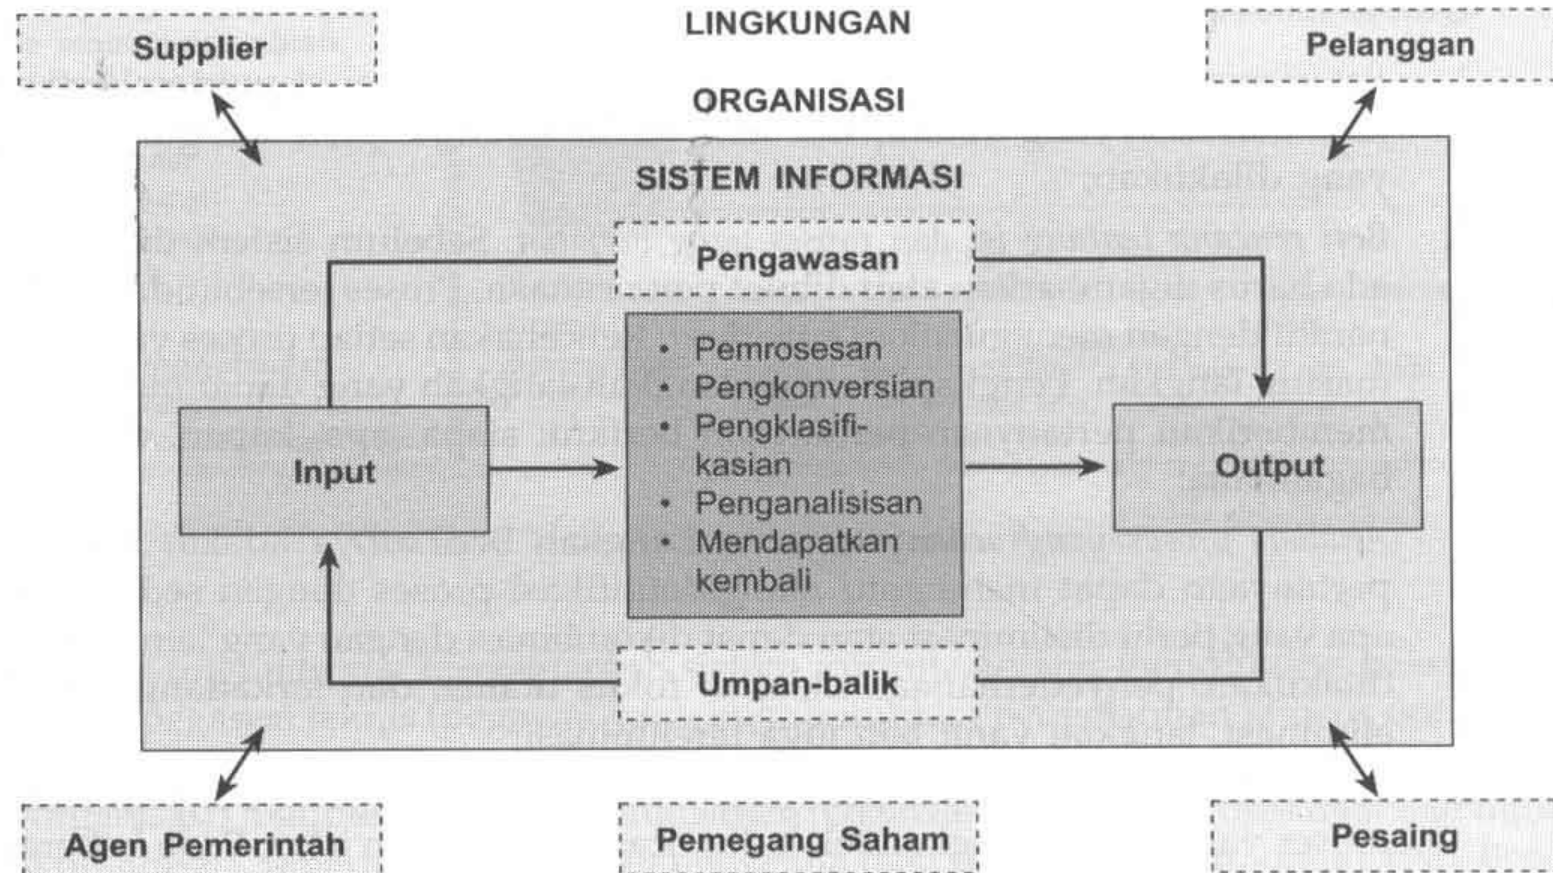 LINGKUNGAN
Supplier
Pelanggan
ORGANISASI
SISTEM INFORMASI
Pengawasan
• Pemrosesan
• Pengkonversian
• Pengklasifi-
kasian
• Penganalisisan
• Mendapatkan
kembali
Input
Output
Umpan-balik
Agen Pemerintah
Pemegang Saham
Pesaing